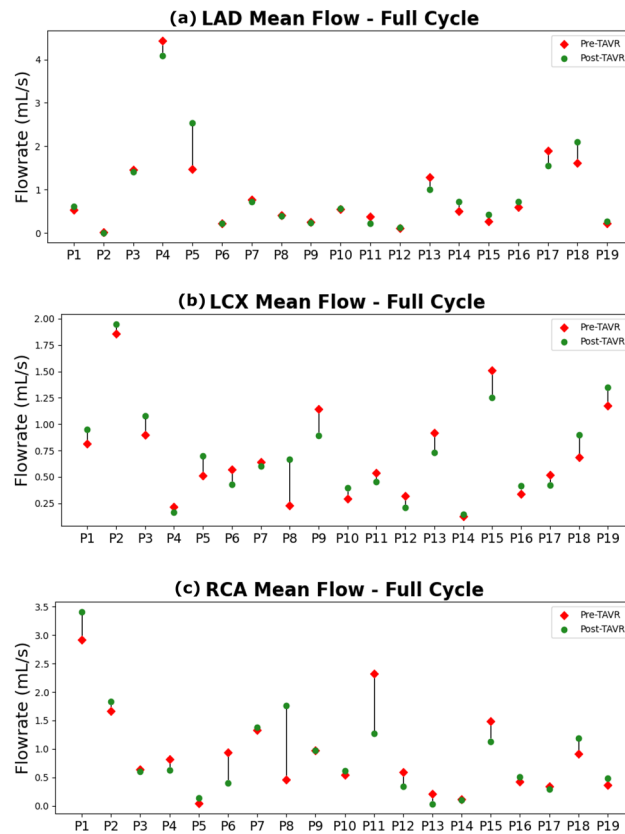 (a) LAD Mean Flow - Full Cycle
Pre-TAVR
Post-TAVR
Flowrate (mL/s)
4
3
2
1
0
P1 P2 P3 P4 P5 P6 P7 P8 P9 P10 P11 P12 P13 P14 P15 P16 P17 P18 P19
(b) LCX Mean Flow - Full Cycle
Pre-TAVR
Post-TAVR
Flowrate (mL/s)
2.00
1.75
1.50
1.25
1.00
0.75
0.50
0.25
P1 P2 P3 P4 P5 P6 P7 P8 P9 P10 P11 P12 P13 P14 P15 P16 P17 P18 P19
(c) RCA Mean Flow - Full Cycle
Pre-TAVR
Post-TAVR
Flowrate (mL/s)
3.5
3.0
2.5
2.0
1.5
1.0
0.5
0.0
P1 P2 P3 P4 P5 P6 P7 P8 P9 P10 P11 P12 P13 P14 P15 P16 P17 P18 P19